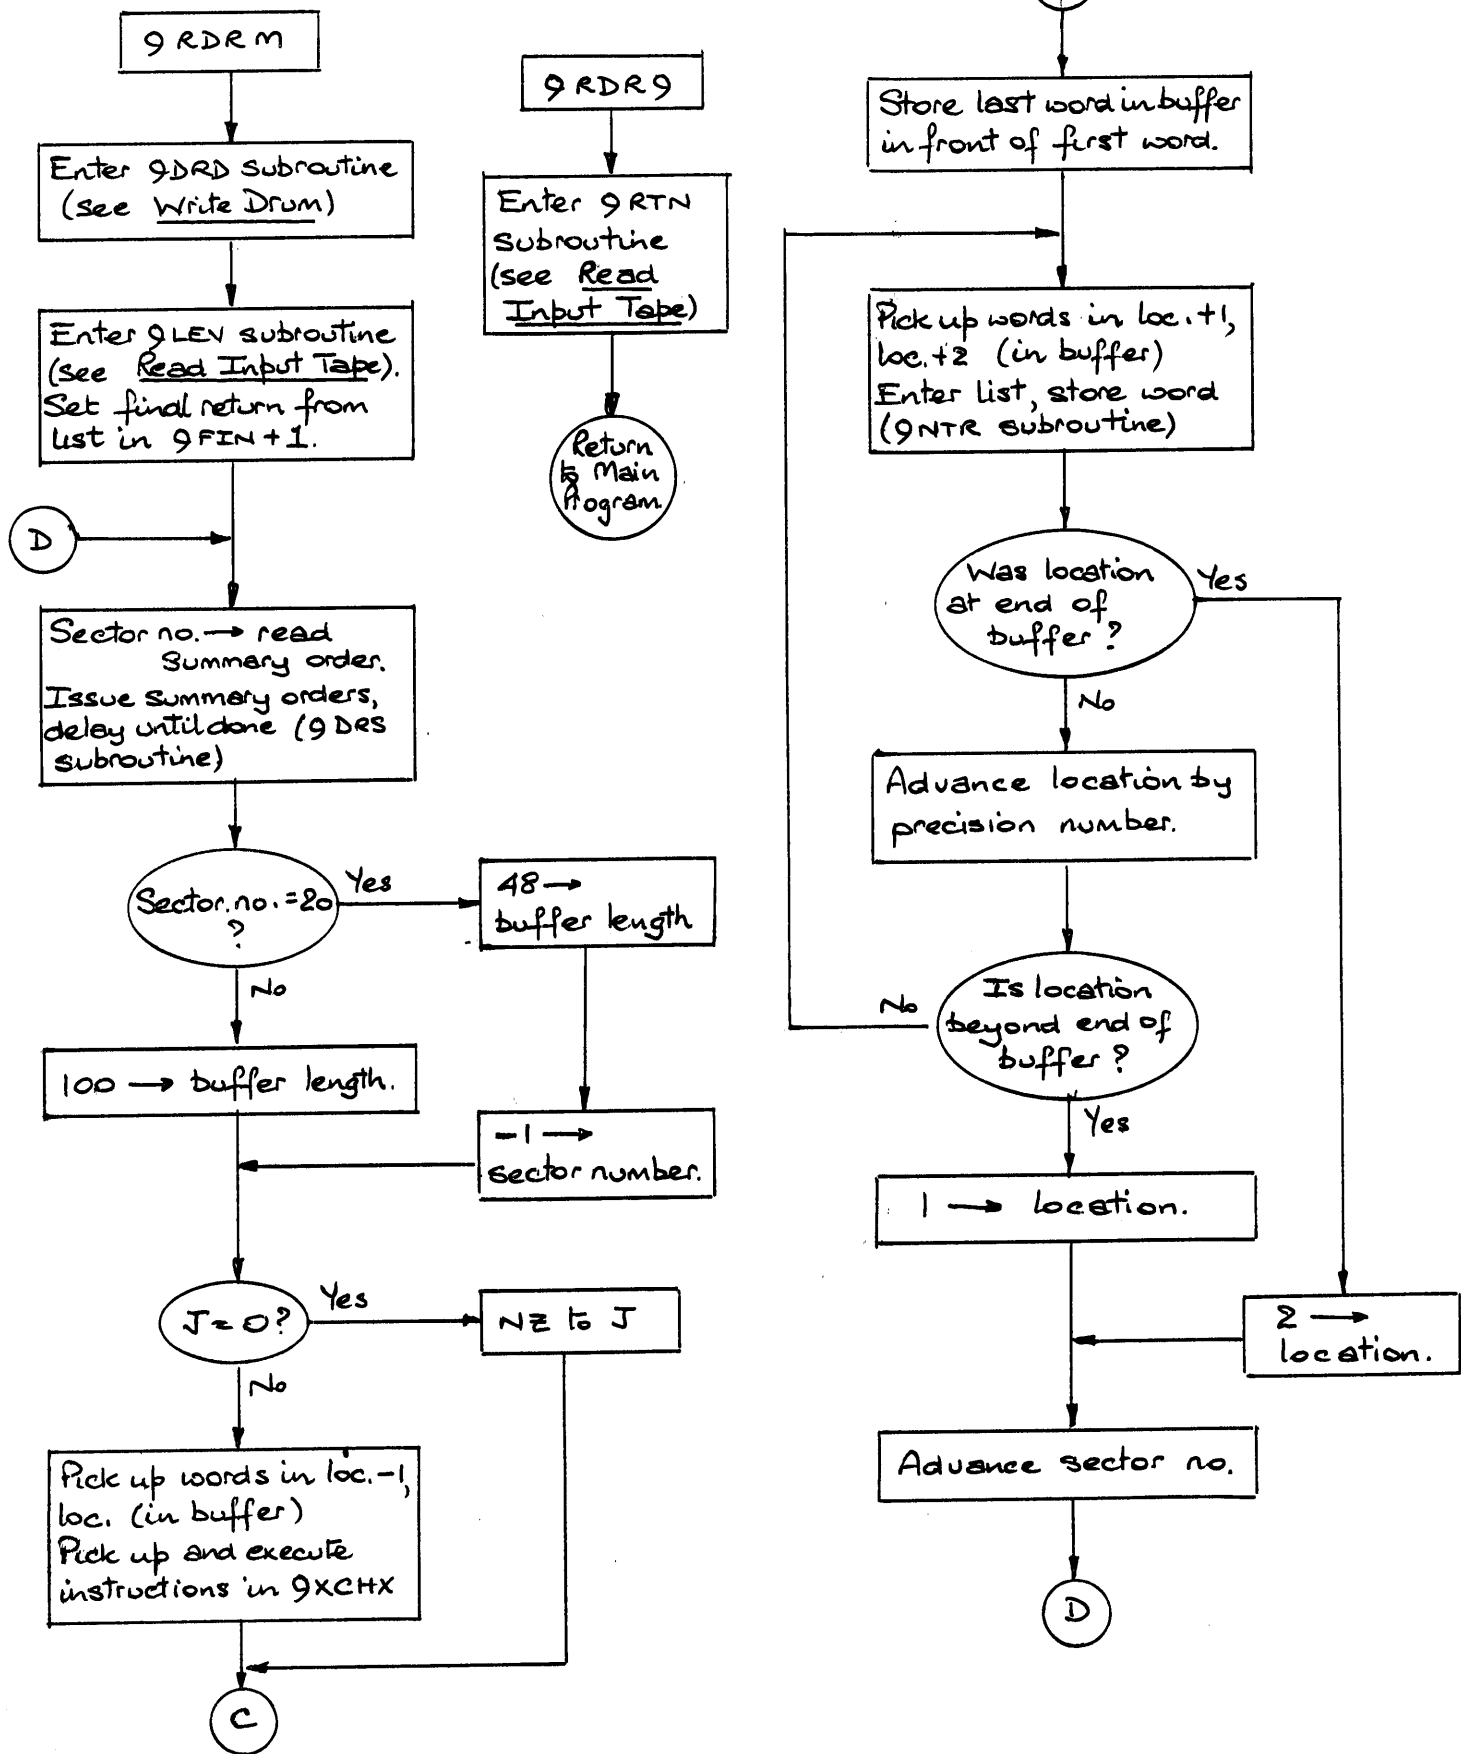 9 RDRM
Enter 9DRD subroutine
(see Write Drum)
Enter 9LEV subroutine
(see Read Input Tape).
Set final return from
list in 9FIN+1.
D
Sector no. → read
summary order.
Issue summary orders,
delay until done (9DRS
subroutine)
Sector. no. = 20
?
Yes
48 →
buffer length
No
100 → buffer length.
-1 →
sector number.
J = 0?
Yes
NZ to J
No
Pick up words in loc.-1,
loc. (in buffer)
Pick up and execute
instructions in 9XCHX
C
9RDR9
Enter 9RTN
subroutine
(see Read
Input Tape)
Return
to Main
Program.
Store last word in buffer
in front of first word.
Pick up words in loc.+1,
loc.+2 (in buffer)
Enter list, store word
(9NTR subroutine)
Was location
at end of
buffer?
Yes
No
Advance location by
precision number.
Is location
beyond end of
buffer?
No
Yes
1 → location.
2 →
location.
Advance sector no.
D